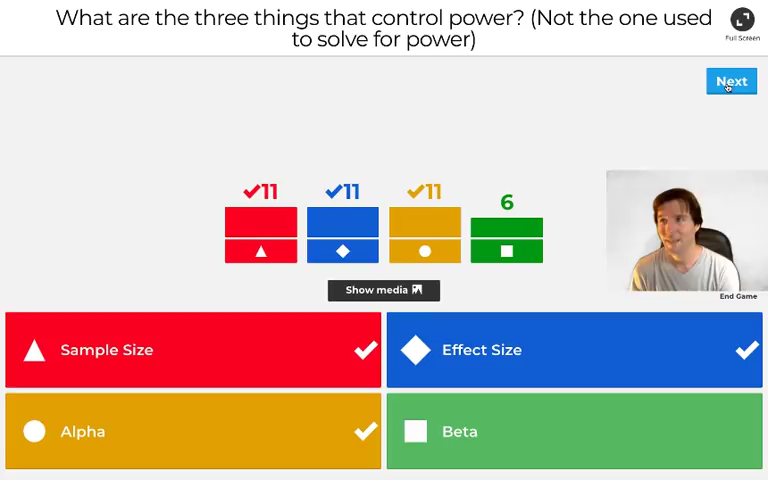 What are the three things that control power? (Not the one used
to solve for power)
Full Screen
Next
11
11
11
6
Show media
End Game
Sample Size
Effect Size
Alpha
Beta